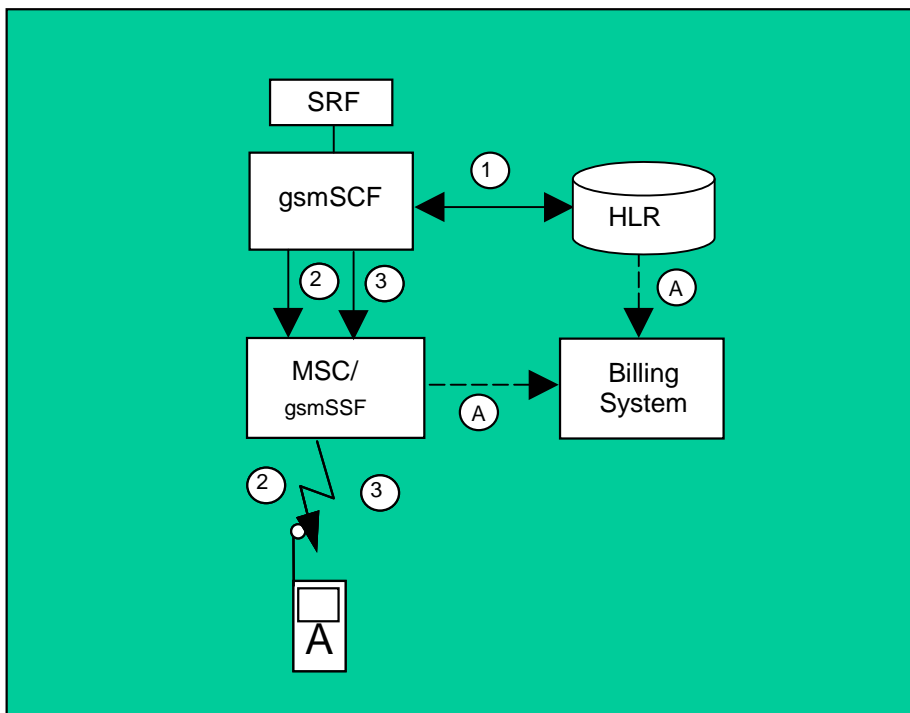 SRF
gsmSCF
1
HLR
2
3
A
MSC/
gsmSSF
A
Billing
System
2
3
A